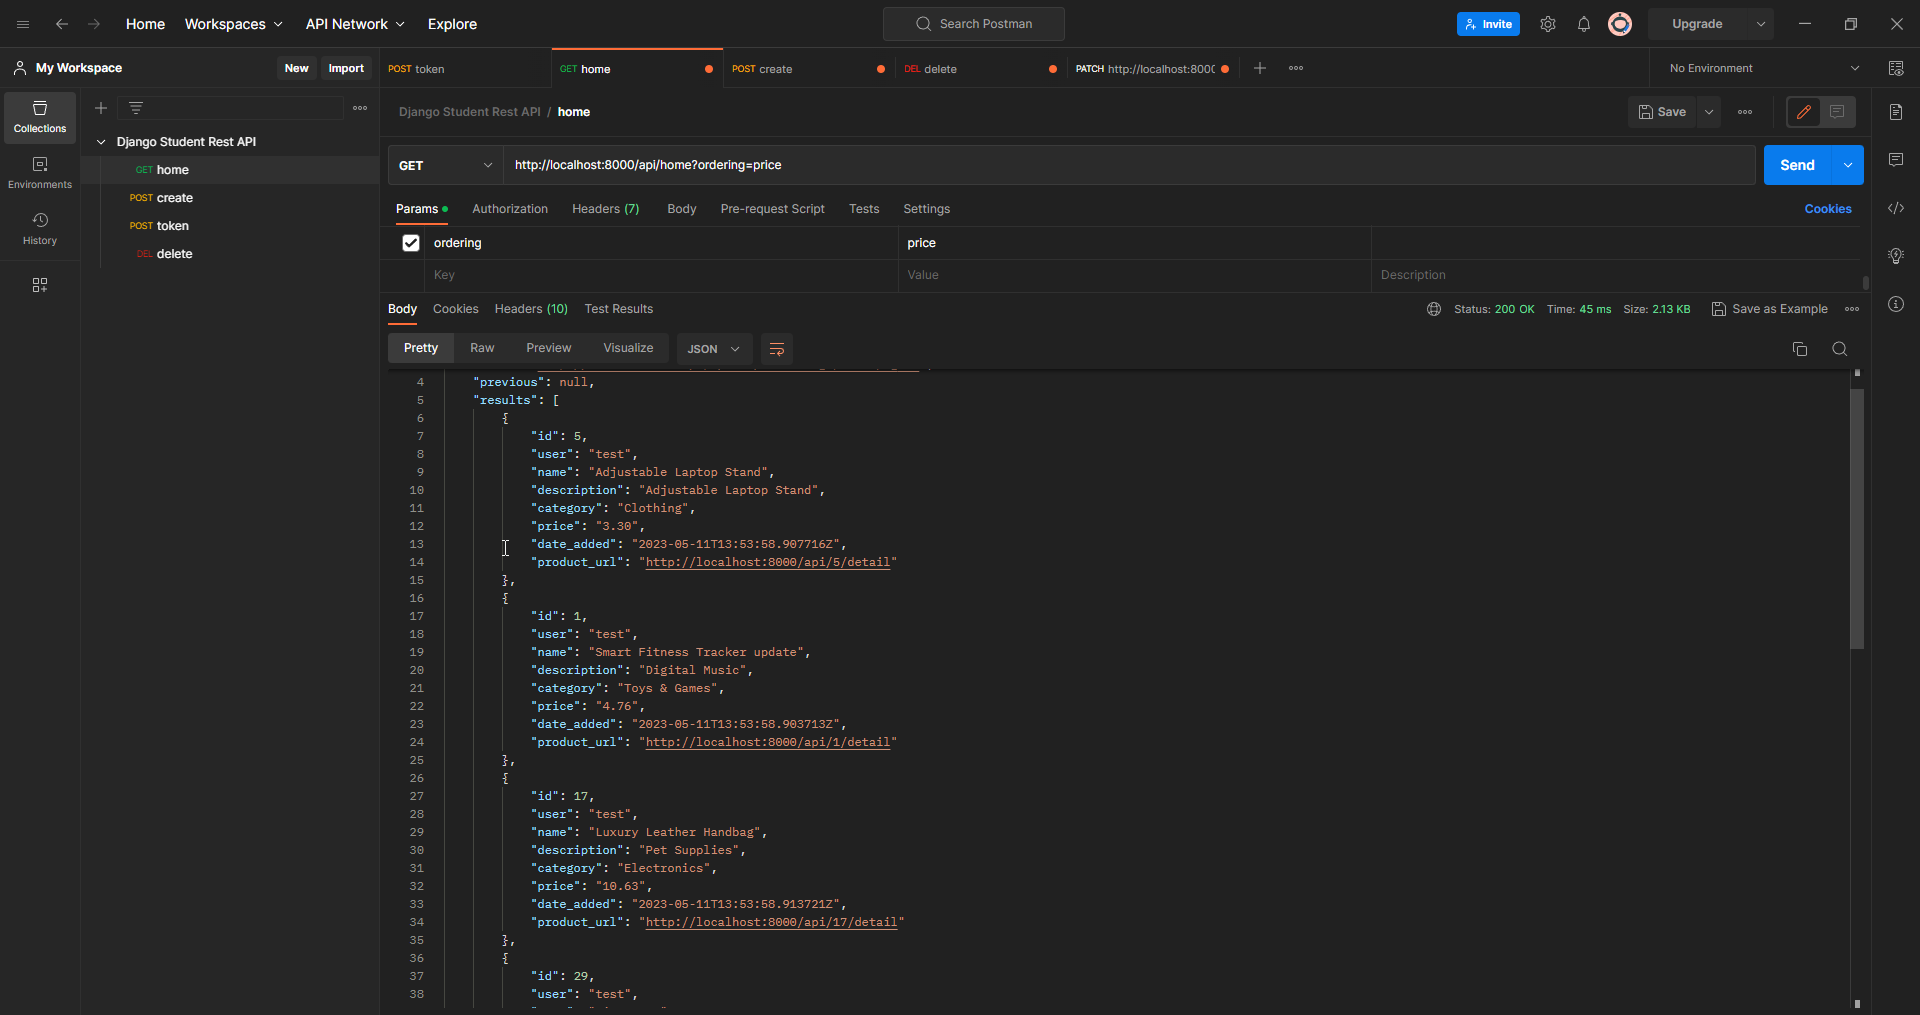 Home Workspaces API Network Explore Search Postman Invite Upgrade
My Workspace New Import POST token GET home POST create DEL delete PATCH http://localhost:800( No Environment
Collections
Environments
History
Django Student Rest API
GET home
POST create
POST token
DEL delete
Django Student Rest API / home Save
GET http://localhost:8000/api/home?ordering=price Send
Params Authorization Headers (7) Body Pre-request Script Tests Settings Cookies
ordering price
Key Value Description
Body Cookies Headers (10) Test Results Status: 200 OK Time: 45 ms Size: 2.13 KB Save as Example
Pretty Raw Preview Visualize JSON
4 "previous": null,
5 "results": [
6 {
7 "id": 5,
8 "user": "test",
9 "name": "Adjustable Laptop Stand",
10 "description": "Adjustable Laptop Stand",
11 "category": "Clothing",
12 "price": "3.30",
13 "date_added": "2023-05-11T13:53:58.907716Z",
14 "product_url": "http://localhost:8000/api/5/detail"
15 },
16 {
17 "id": 1,
18 "user": "test",
19 "name": "Smart Fitness Tracker update",
20 "description": "Digital Music",
21 "category": "Toys & Games",
22 "price": "4.76",
23 "date_added": "2023-05-11T13:53:58.903713Z",
24 "product_url": "http://localhost:8000/api/1/detail"
25 },
26 {
27 "id": 17,
28 "user": "test",
29 "name": "Luxury Leather Handbag",
30 "description": "Pet Supplies",
31 "category": "Electronics",
32 "price": "10.63",
33 "date_added": "2023-05-11T13:53:58.913721Z",
34 "product_url": "http://localhost:8000/api/17/detail"
35 },
36 {
37 "id": 29,
38 "user": "test",